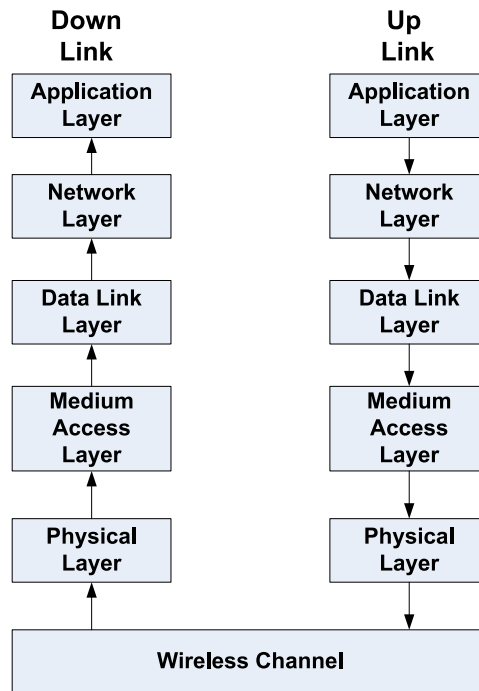 Down
Link
Up
Link
Application
Layer
Application
Layer
Network
Layer
Network
Layer
Data Link
Layer
Data Link
Layer
Medium
Access
Layer
Medium
Access
Layer
Physical
Layer
Physical
Layer
Wireless Channel